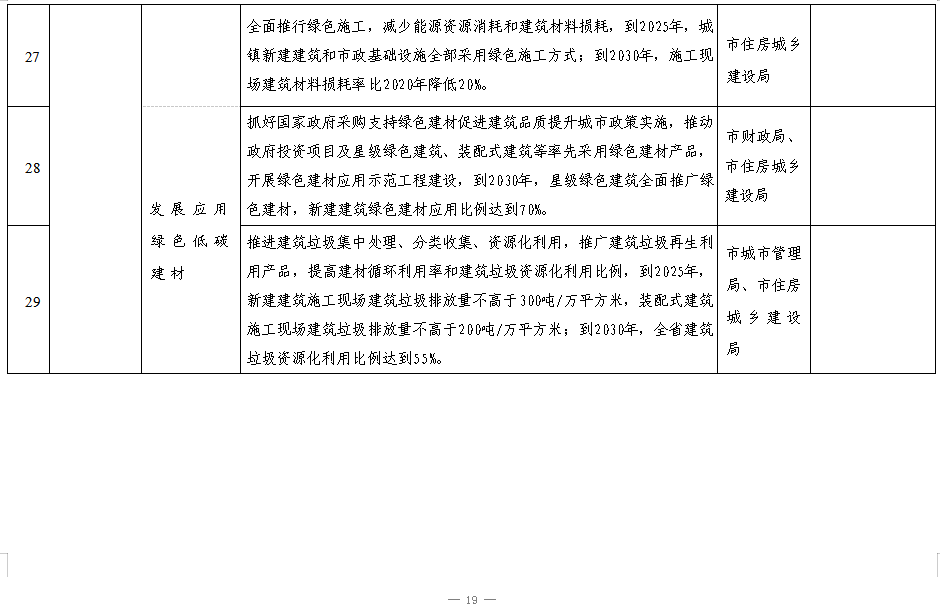 27
全面推行绿色施工，减少能源资源消耗和建筑材料损耗，到2025年，城
镇新建建筑和市政基础设施全部采用绿色施工方式；到2030年，施工现
场建筑材料损耗率比2020年降低20%。
市住房城乡
建设局
28
发展应用
绿色低碳
建材
抓好国家政府采购支持绿色建材促进建筑品质提升城市政策实施，推动
政府投资项目及星级绿色建筑、装配式建筑等率先采用绿色建材产品，
开展绿色建材应用示范工程建设，到2030年，星级绿色建筑全面推广绿
色建材，新建建筑绿色建材应用比例达到70%。
市财政局、
市住房城乡
建设局
29
推进建筑垃圾集中处理、分类收集、资源化利用，推广建筑垃圾再生利
用产品，提高建材循环利用率和建筑垃圾资源化利用比例，到2025年，
新建建筑施工现场建筑垃圾排放量不高于300吨/万平方米，装配式建筑
施工现场建筑垃圾排放量不高于200吨/万平方米；到2030年，全省建筑
垃圾资源化利用比例达到55%。
市城市管理
局、市住房
城乡建设
局
— 19 —